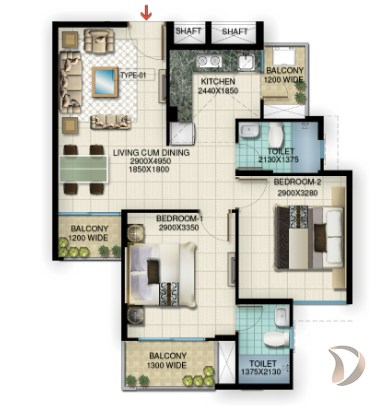 SHAFT
SHAFT
TYPE-01
KITCHEN
2440X1850
BALCONY
1200 WIDE
LIVING CUM DINING
2900X4950
1850X1800
TOILET
2130X1375
BEDROOM-2
2900X3280
BEDROOM-1
2900X3350
BALCONY
1200 WIDE
BALCONY
1300 WIDE
TOILET
1375X2130